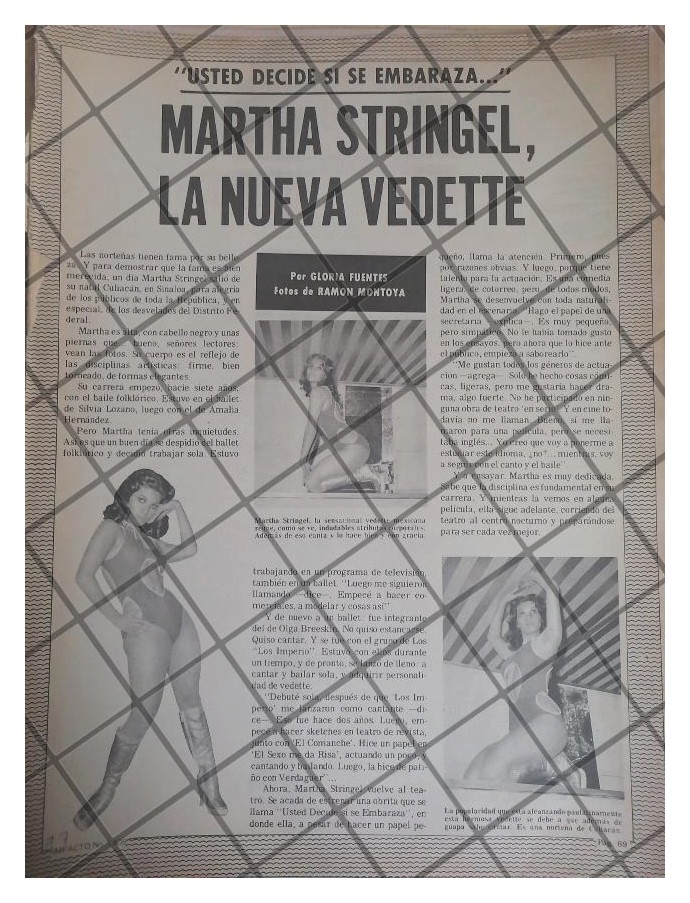 "USTED DECIDE SI SE EMBARAZA..."
MARTHA STRINGEL,
LA NUEVA VEDETTE
Las norteñas tienen fama por su belle-
za. Y para demostrar que la fama es bien
merecida, un día Martha Stringel salió de
su natal Culiacán, en Sinaloa, para alegría
de los públicos de toda la República, y en
especial, de los desvelados del Distrito Fe-
deral.
Martha es alta, con cabello negro y unas
piernas que... bueno, señores lectores:
vean las fotos. Su cuerpo es el reflejo de
las disciplinas artísticas: firme, bien
torneado, de formas elegantes.
Su carrera empezó, hacie siete años,
con el baile folklórico. Estuvo en el ballet
de Silvia Lozano, luego con el de Amalia
Hernández.
Pero Martha tenía otras inquietudes.
Así es que un buen día se despidió del ballet
folklórico y decidió trabajar sola. Estuvo
Por GLORIA FUENTES
Fotos de RAMON MONTOYA
Martha Stringel, la sensacional vedette mexicana
reúne, como se ve, indudables atributos corporales.
Además de eso canta y lo hace bien y con gracia.
trabajando en un programa de televisión,
también en un ballet. "Luego me siguieron
llamando —dice—. Empecé a hacer co-
merciales, a modelar y cosas así"
Y de nuevo a un ballet: fue integrante
del de Olga Breeskin. No quiso estancarse.
Quiso cantar. Y se fue con el grupo de Los
"Los Imperio". Estuvo con ellos durante
un tiempo, y de pronto, se lanzó de lleno: a
cantar y bailar sola, y adquirir personali-
dad de vedette.
"Debuté sola, después de que 'Los Im-
perio' me lanzaron como cantante —di-
ce—. Eso fue hace dos años. Luego, em-
pecé a hacer sketches en teatro de revista,
junto con 'El Comanche'. Hice un papel en
'El Sexo me da Risa', actuando un poco, y
cantando y bailando. Luego, la hice de pati-
ño con Verdaguer"...
Ahora, Martha Stringel vuelve al tea-
tro. Se acada de estrenar una obrita que se
llama "Usted Decide si se Embaraza", en
donde ella, a pesar de hacer un papel pe-
queño, llama la atención. Primero, pues
por razones obvias. Y luego, porque tiene
talento para la actuación. Es una comedia
ligera, de cotorreo, pero de todas modos,
Martha se desenvuelve con toda naturali-
dad en el escenario. "Hago el papel de una
secretaria —explica—. Es muy pequeño,
pero simpático. No le había tomado gusto
en los ensayos, pero ahora que lo hice ante
el público, empiezo a saborearlo"
"Me gustan todos los géneros de actua-
ción —agrega—. Sólo he hecho cosas cómi-
cas, ligeras, pero me gustaría hacer dra-
ma, algo fuerte. No he participado en nin-
guna obra de teatro 'en serio'. Y en cine to-
davía no me llaman. Bueno, sí me lla-
maron para una película, pero se necesi-
taba inglés... Yo creo que voy a ponerme a
estudiar este idioma, ¿no?... mientras, voy
a seguir con el canto y el baile"
Y a ensayar. Martha es muy dedicada.
Sabe que la disciplina es fundamental en su
carrera. Y mientras la vemos en alguna
película, ella sigue adelante, corriendo del
teatro al centro nocturno y preparándose
para ser cada vez mejor.
La popularidad que está alcanzando paulatinamente
esta hermosa vedette se debe a que además de
guapa sabe cantar. Es una norteña de Culiacán.
Pág. 69